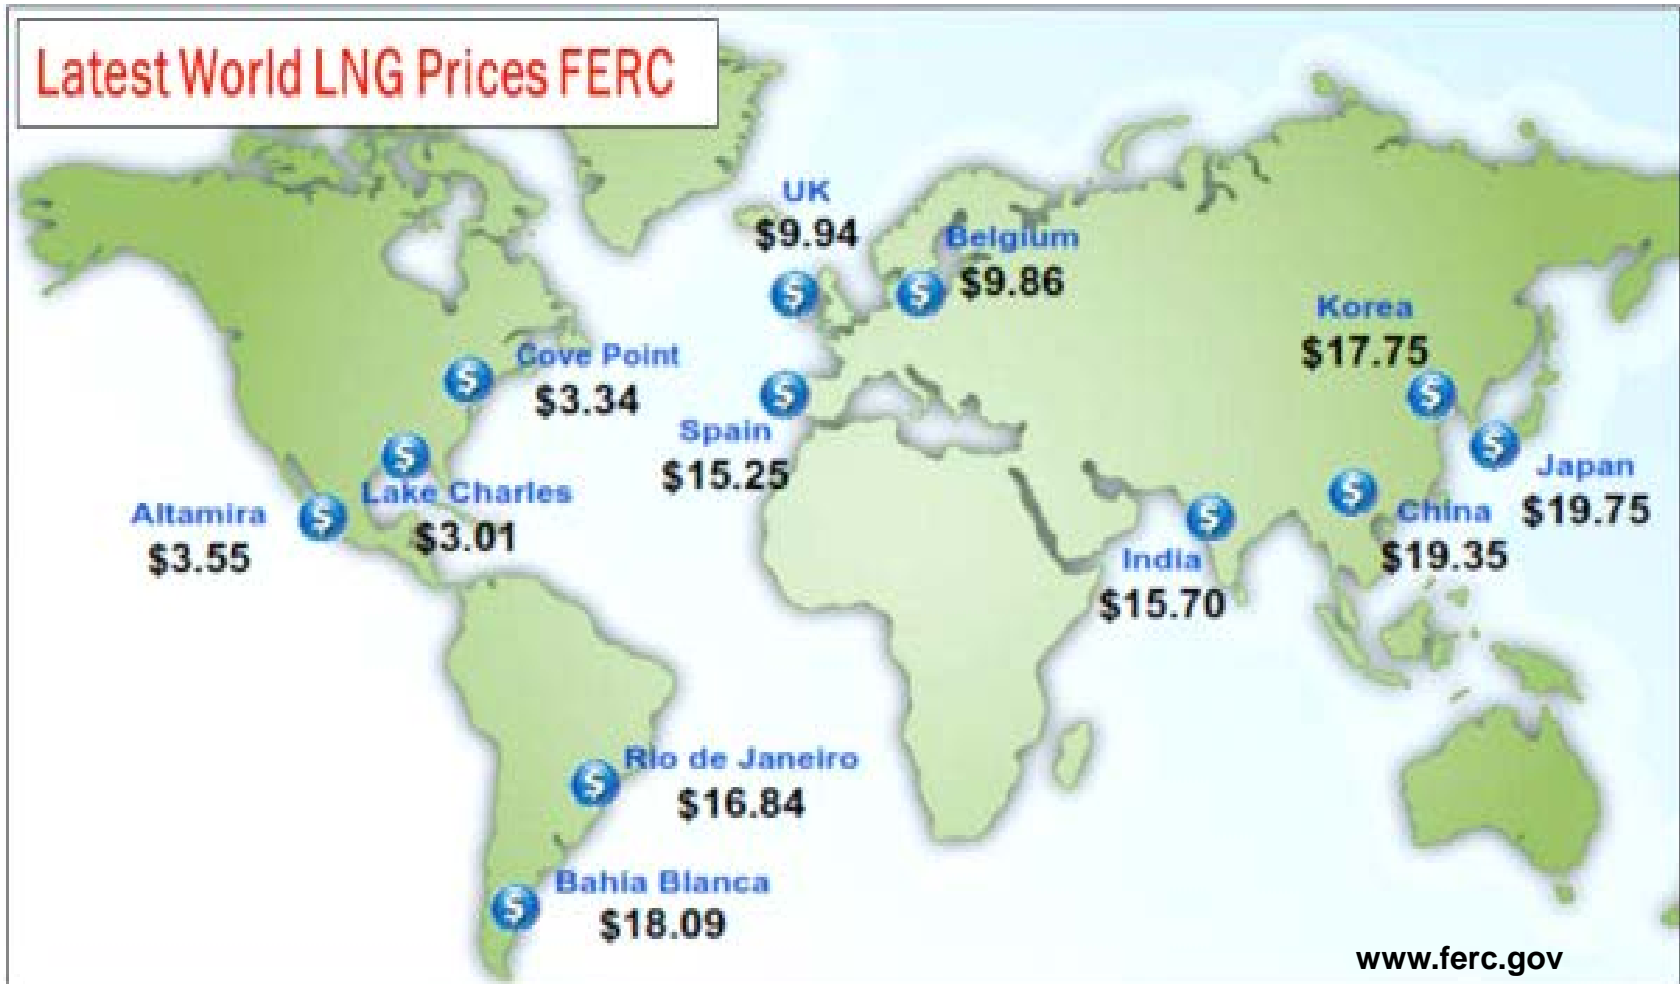 Latest World LNG Prices FERC
UK
$9.94
Belgium
$9.86
Korea
$17.75
Cove Point
$3.34
Spain
$15.25
Japan
$19.75
Lake Charles
$3.01
Altamira
$3.55
China
$19.35
India
$15.70
Rio de Janeiro
$16.84
Bahia Blanca
$18.09
www.ferc.gov